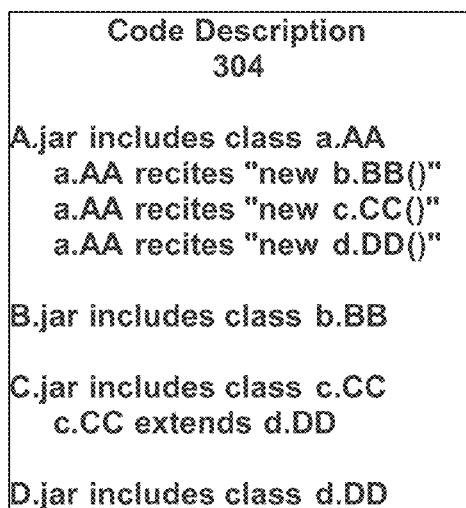 Code Description
304
A.jar includes class a.AA
a.AA recites "new b.BB()"
a.AA recites "new c.CC()"
a.AA recites "new d.DD()"
B.jar includes class b.BB
C.jar includes class c.CC
c.CC extends d.DD
D.jar includes class d.DD